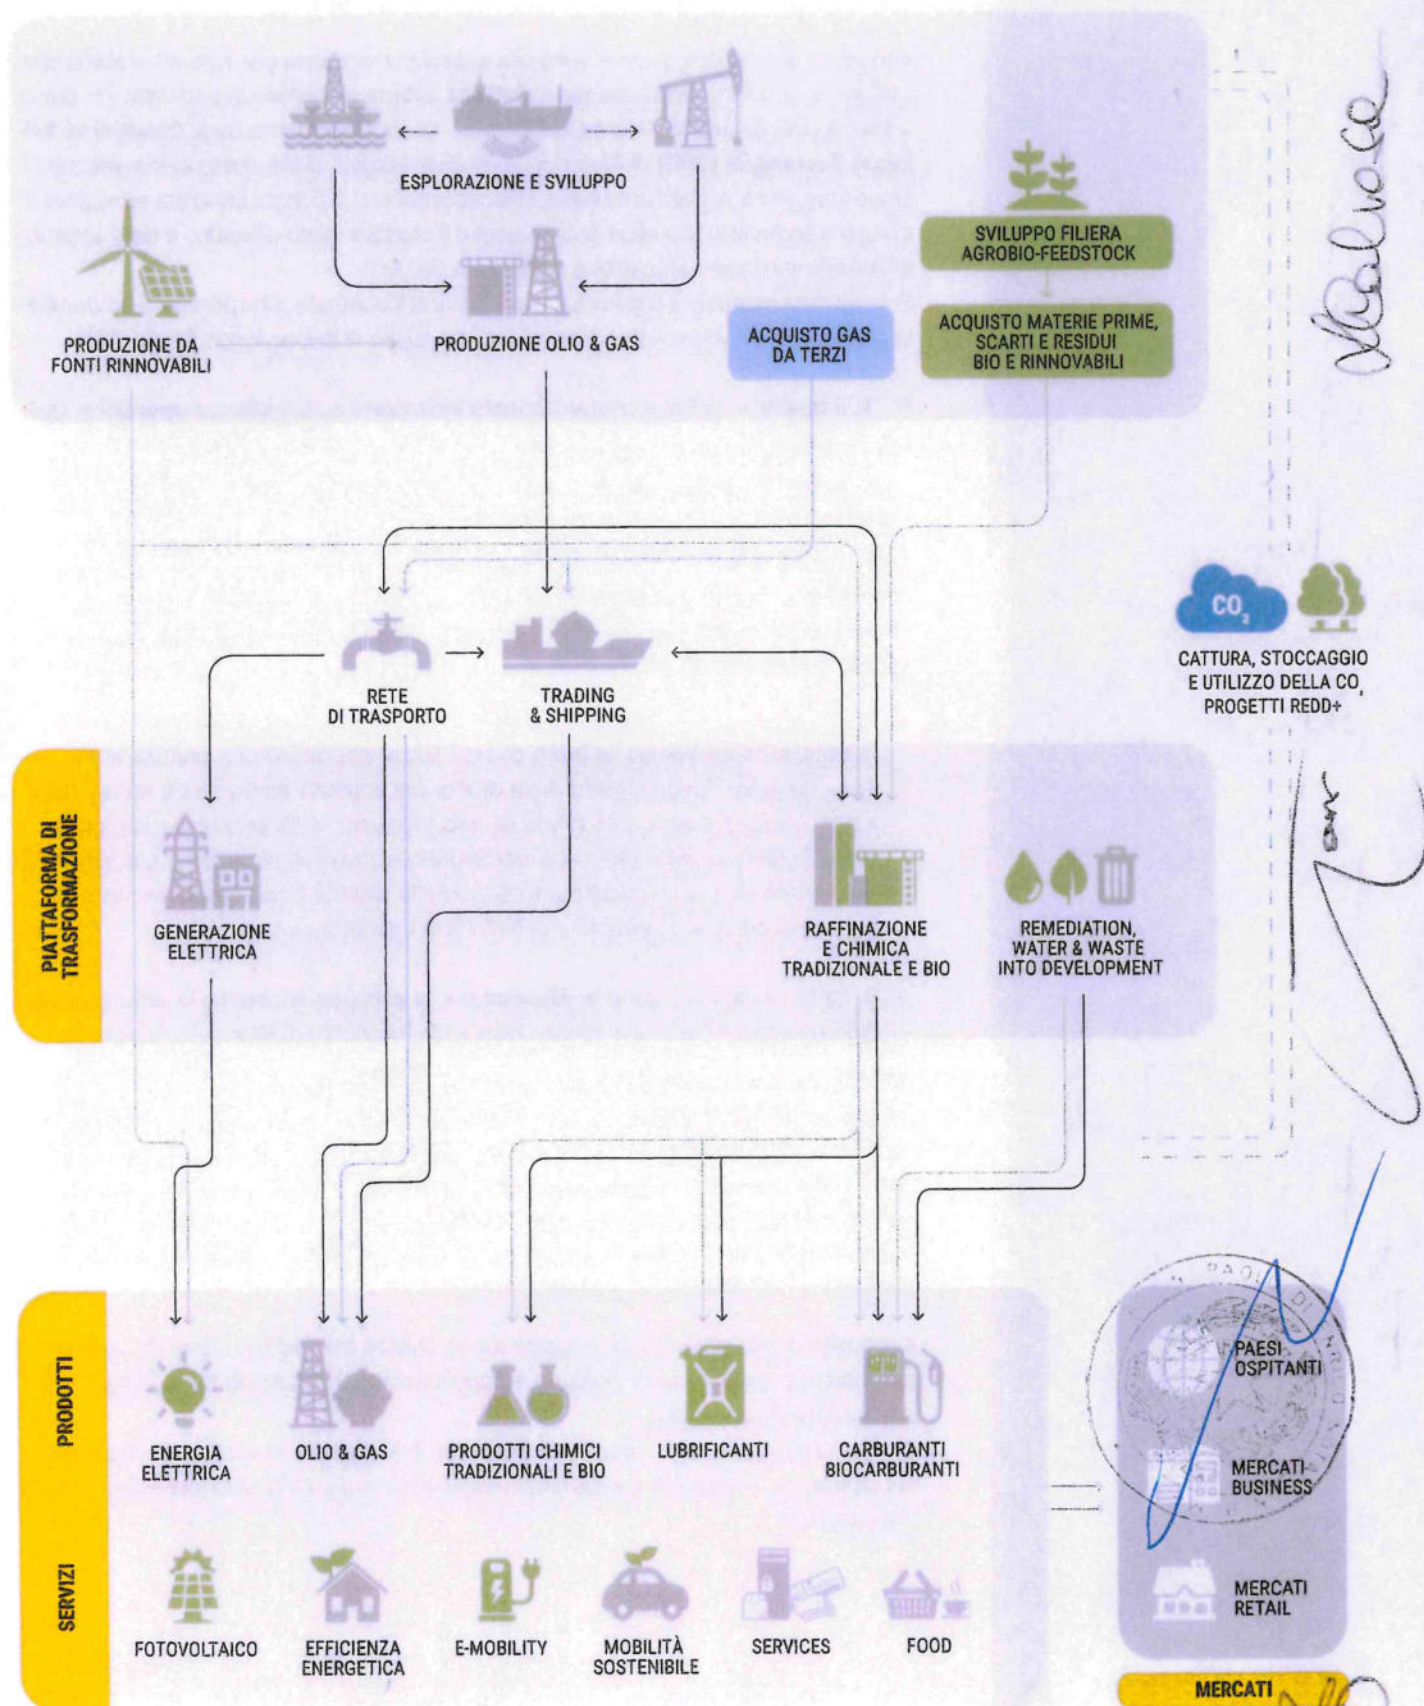 ESPLORAZIONE E SVILUPPO
SVILUPPO FILIERA
AGROBIO-FEEDSTOCK
PRODUZIONE DA
FONTI RINNOVABILI
PRODUZIONE OLIO & GAS
ACQUISTO GAS
DA TERZI
ACQUISTO MATERIE PRIME,
SCARTI E RESIDUI
BIO E RINNOVABILI
CO2
CATTURA, STOCCAGGIO
E UTILIZZO DELLA CO2
PROGETTI REDD+
RETE
DI TRASPORTO
TRADING
& SHIPPING
PIATTAFORMA DI
TRASFORMAZIONE
GENERAZIONE
ELETTRICA
RAFFINAZIONE
E CHIMICA
TRADIZIONALE E BIO
REMEDIATION,
WATER & WASTE
INTO DEVELOPMENT
PRODOTTI
ENERGIA
ELETTRICA
OLIO & GAS
PRODOTTI CHIMICI
TRADIZIONALI E BIO
LUBRIFICANTI
CARBURANTI
BIOCARBURANTI
PAESI
OSPITANTI
MERCATI
BUSINESS
MERCATI
RETAIL
SERVIZI
FOTOVOLTAICO
EFFICIENZA
ENERGETICA
E-MOBILITY
MOBILITÀ
SOSTENIBILE
SERVICES
FOOD
MERCATI